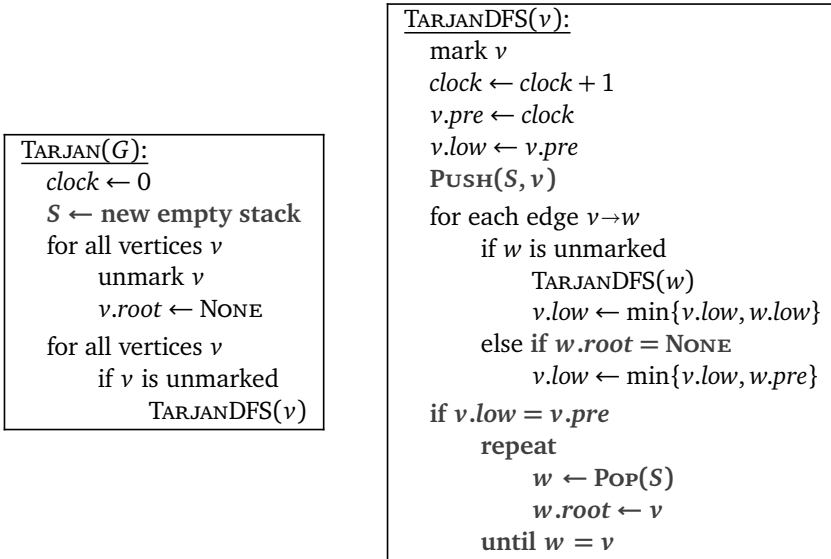 TARJAN(G):
clock ← 0
S ← new empty stack
for all vertices v
unmark v
v.root ← NONE
for all vertices v
if v is unmarked
TARJANDFS(v)
TARJANDFS(v):
mark v
clock ← clock + 1
v.pre ← clock
v.low ← v.pre
PUSH(S, v)
for each edge v→w
if w is unmarked
TARJANDFS(w)
v.low ← min{v.low, w.low}
else if w.root = NONE
v.low ← min{v.low, w.pre}
if v.low = v.pre
repeat
w ← POP(S)
w.root ← v
until w = v